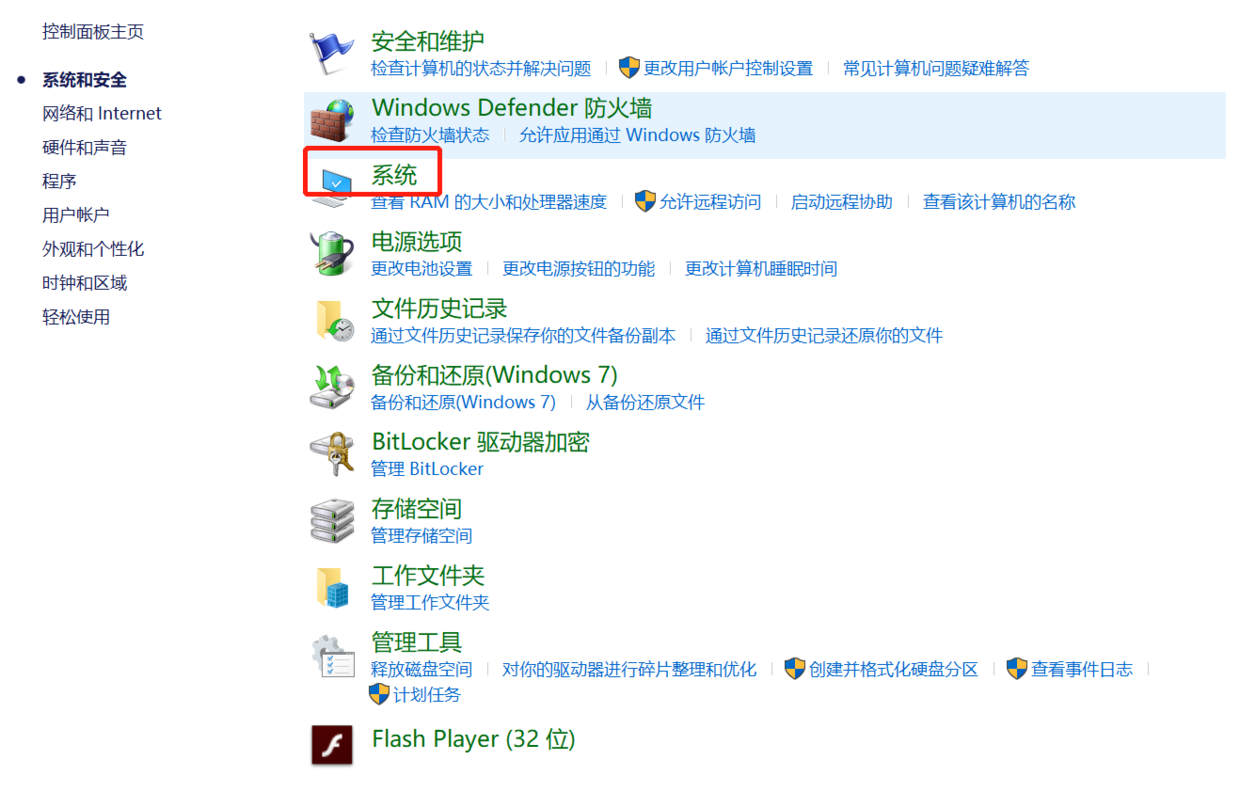 控制面板主页
系统和安全
网络和 Internet
硬件和声音
程序
用户帐户
外观和个性化
时钟和区域
轻松使用
安全和维护
检查计算机的状态并解决问题 更改用户帐户控制设置 常见计算机问题疑难解答
Windows Defender 防火墙
检查防火墙状态 允许应用通过 Windows 防火墙
系统
查看 RAM 的大小和处理器速度 允许远程访问 启动远程协助 查看该计算机的名称
电源选项
更改电池设置 更改电源按钮的功能 更改计算机睡眠时间
文件历史记录
通过文件历史记录保存你的文件备份副本 通过文件历史记录还原你的文件
备份和还原(Windows 7)
备份和还原(Windows 7) 从备份还原文件
BitLocker 驱动器加密
管理 BitLocker
存储空间
管理存储空间
工作文件夹
管理工作文件夹
管理工具
释放磁盘空间 对你的驱动器进行碎片整理和优化 创建并格式化硬盘分区 查看事件日志
计划任务
Flash Player (32 位)